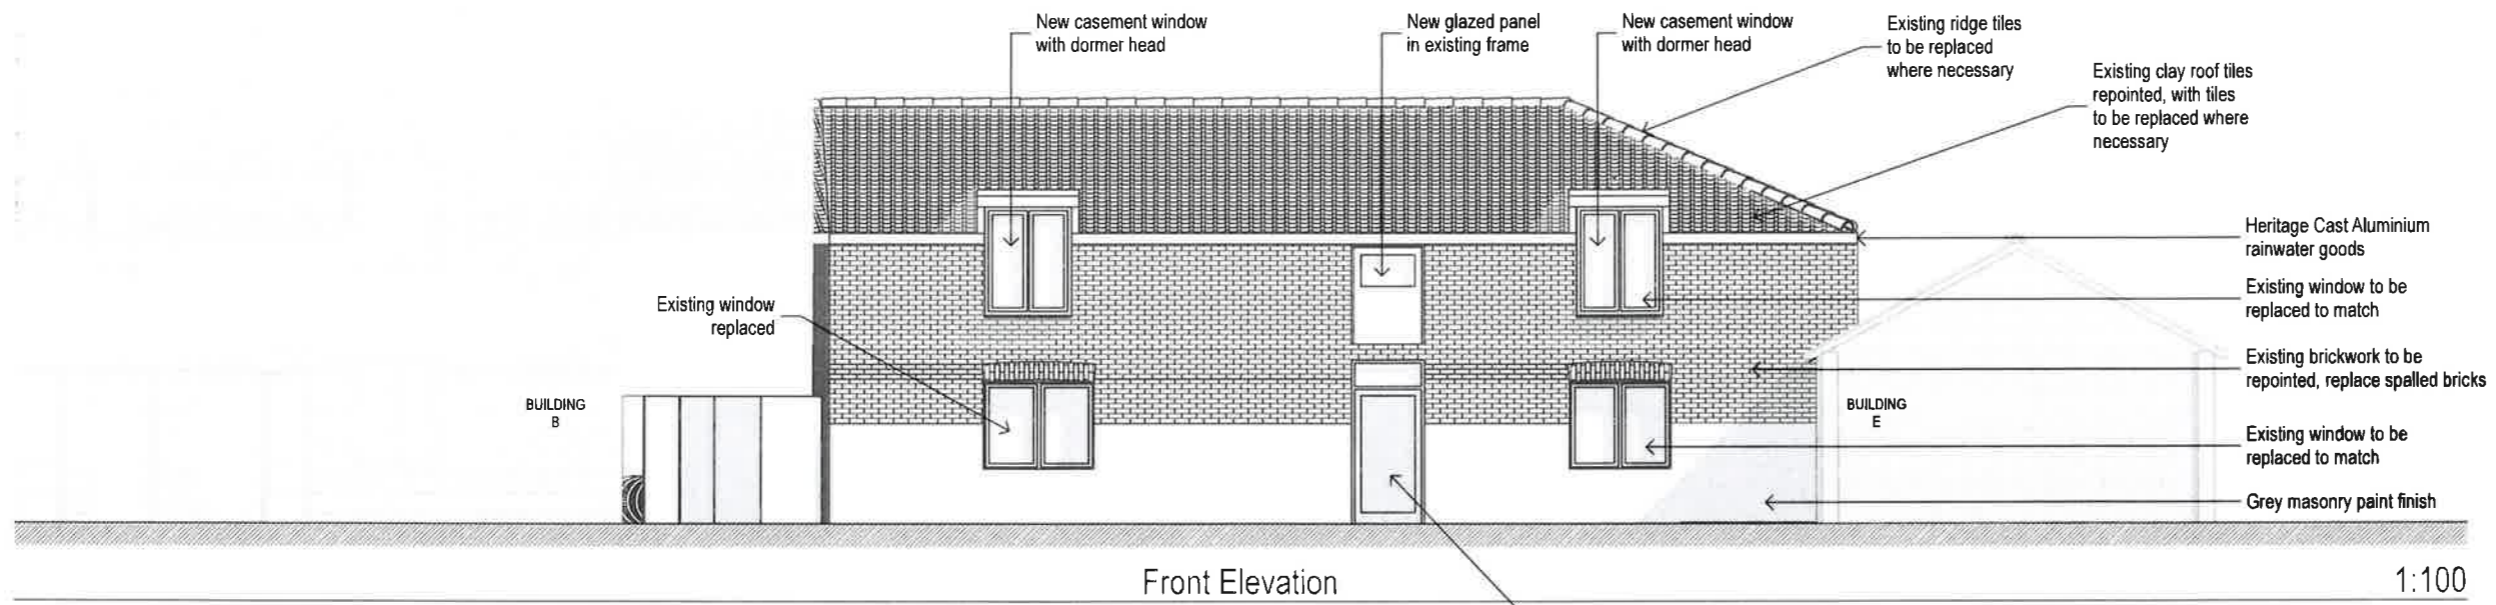 New casement window
with dormer head
New glazed panel
in existing frame
New casement window
with dormer head
Existing ridge tiles
to be replaced
where necessary
Existing clay roof tiles
repointed, with tiles
to be replaced where
necessary
Heritage Cast Aluminium
rainwater goods
Existing window to be
replaced to match
Existing window
replaced
Existing brickwork to be
repointed, replace spalled bricks
BUILDING
B
BUILDING
E
Existing window to be
replaced to match
Grey masonry paint finish
Front Elevation
1:100